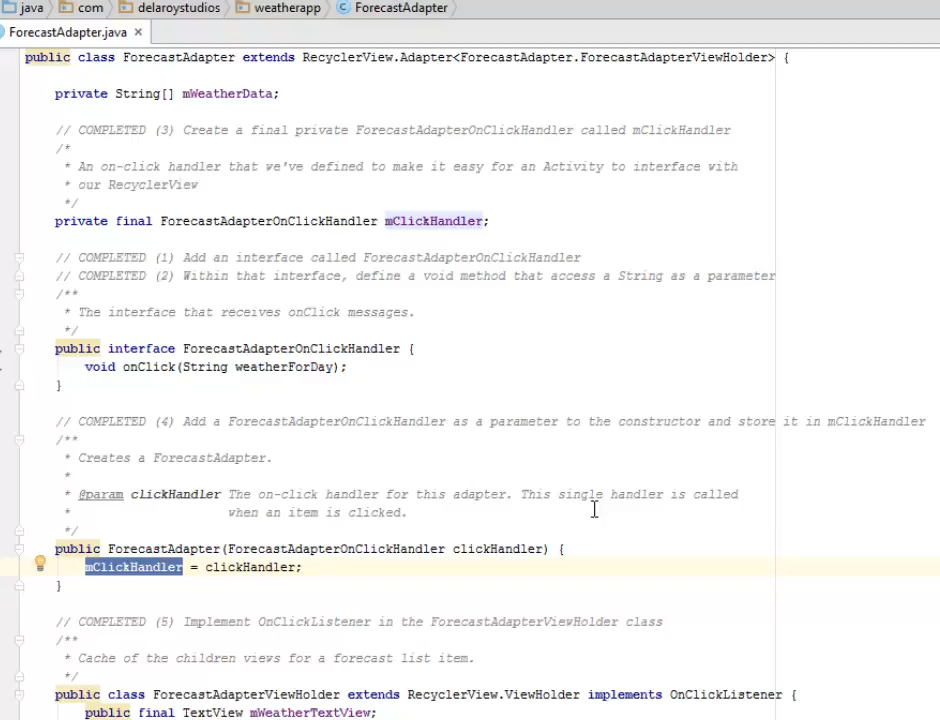 java com delaroystudios weatherapp ForecastAdapter
ForecastAdapter.java ×
public class ForecastAdapter extends RecyclerView.Adapter<ForecastAdapter.ForecastAdapterViewHolder> {
private String[] mWeatherData;
// COMPLETED (3) Create a final private ForecastAdapterOnClickHandler called mClickHandler
/*
* An on-click handler that we've defined to make it easy for an Activity to interface with
* our RecyclerView
*/
private final ForecastAdapterOnClickHandler mClickHandler;
// COMPLETED (1) Add an interface called ForecastAdapterOnClickHandler
// COMPLETED (2) Within that interface, define a void method that access a String as a parameter
/**
* The interface that receives onClick messages.
*/
public interface ForecastAdapterOnClickHandler {
void onClick(String weatherForDay);
}
// COMPLETED (4) Add a ForecastAdapterOnClickHandler as a parameter to the constructor and store it in mClickHandler
/**
* Creates a ForecastAdapter.
*
* @param clickHandler The on-click handler for this adapter. This single handler is called
* when an item is clicked.
*/
public ForecastAdapter(ForecastAdapterOnClickHandler clickHandler) {
mClickHandler = clickHandler;
}
// COMPLETED (5) Implement OnClickListener in the ForecastAdapterViewHolder class
/**
* Cache of the children views for a forecast list item.
*/
public class ForecastAdapterViewHolder extends RecyclerView.ViewHolder implements OnClickListener {
public final TextView mWeatherTextView;